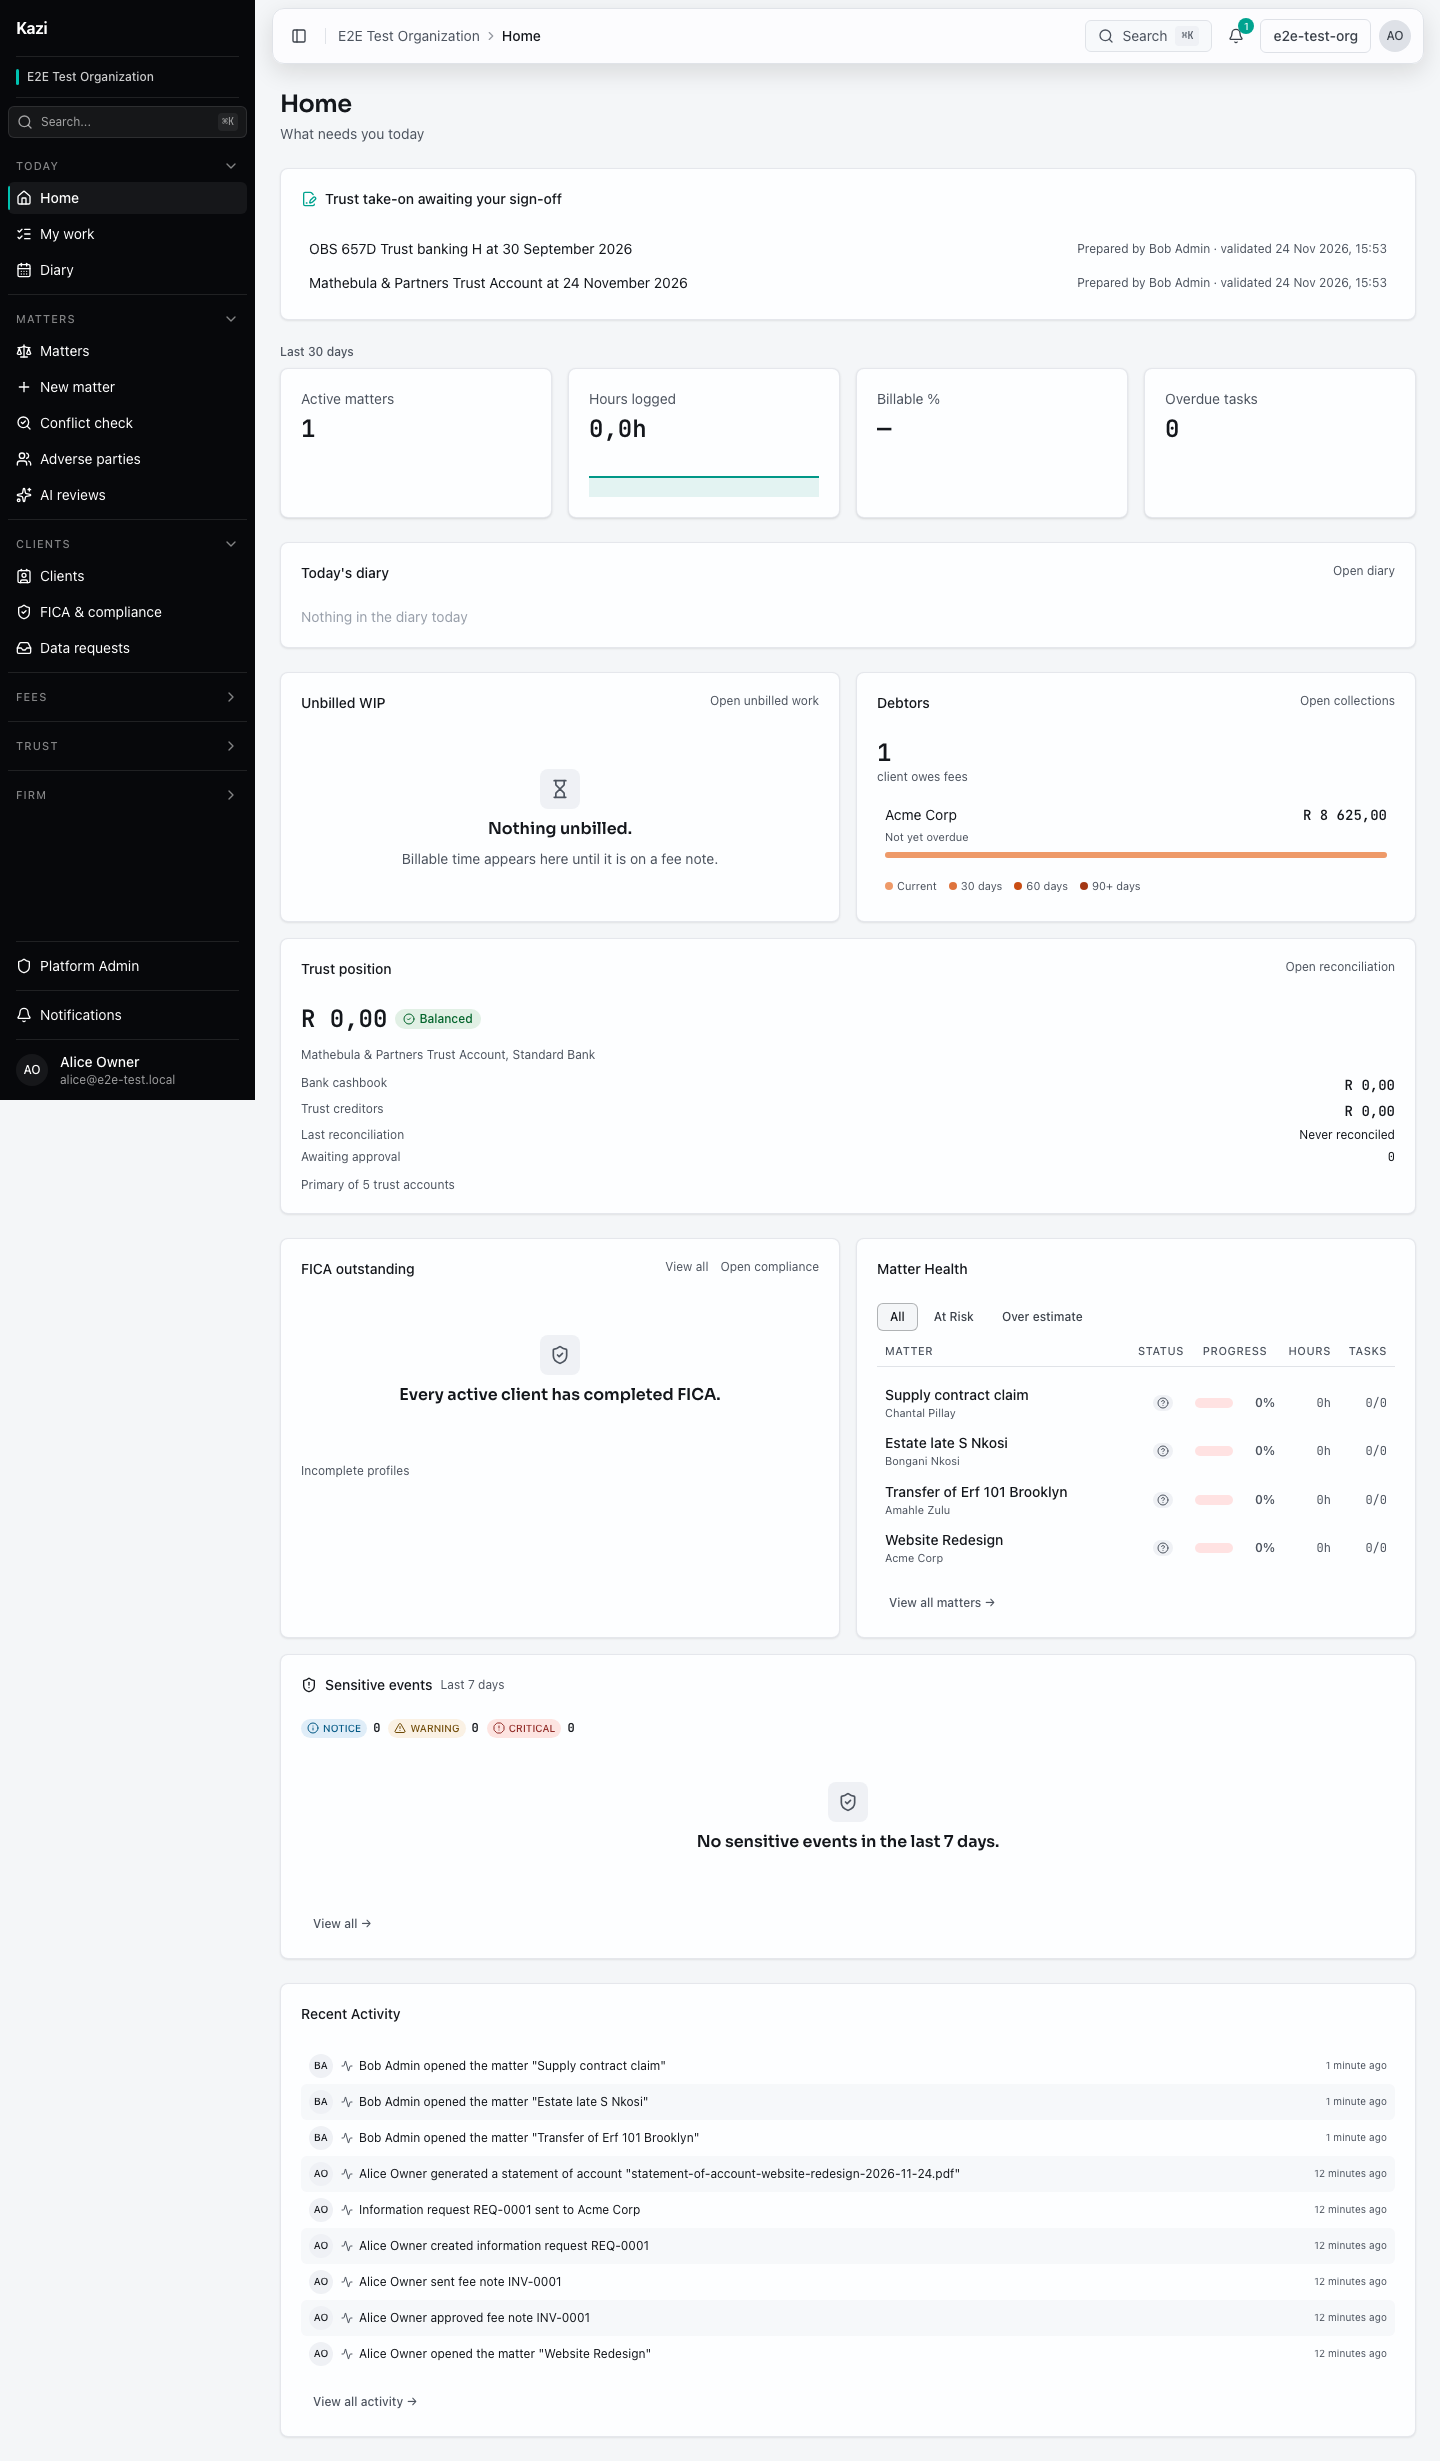 Kazi
E2E Test Organization
Search... ⌘K
TODAY
Home
My work
Diary
MATTERS
Matters
New matter
Conflict check
Adverse parties
AI reviews
CLIENTS
Clients
FICA & compliance
Data requests
FEES
TRUST
FIRM
Platform Admin
Notifications
AO Alice Owner
alice@e2e-test.local
E2E Test Organization > Home
Search ⌘K
1
e2e-test-org
AO
Home
What needs you today
Trust take-on awaiting your sign-off
OBS 657D Trust banking H at 30 September 2026 Prepared by Bob Admin · validated 24 Nov 2026, 15:53
Mathebula & Partners Trust Account at 24 November 2026 Prepared by Bob Admin · validated 24 Nov 2026, 15:53
Last 30 days
Active matters
1
Hours logged
0,0h
Billable %
—
Overdue tasks
0
Today's diary Open diary
Nothing in the diary today
Unbilled WIP Open unbilled work
Nothing unbilled.
Billable time appears here until it is on a fee note.
Debtors Open collections
1
client owes fees
Acme Corp R 8 625,00
Not yet overdue
Current 30 days 60 days 90+ days
Trust position Open reconciliation
R 0,00 Balanced
Mathebula & Partners Trust Account, Standard Bank
Bank cashbook R 0,00
Trust creditors R 0,00
Last reconciliation Never reconciled
Awaiting approval 0
Primary of 5 trust accounts
FICA outstanding View all Open compliance
Every active client has completed FICA.
Incomplete profiles
Matter Health
All At Risk Over estimate
MATTER STATUS PROGRESS HOURS TASKS
Supply contract claim 0% 0h 0/0
Chantal Pillay
Estate late S Nkosi 0% 0h 0/0
Bongani Nkosi
Transfer of Erf 101 Brooklyn 0% 0h 0/0
Amahle Zulu
Website Redesign 0% 0h 0/0
Acme Corp
View all matters →
Sensitive events Last 7 days
NOTICE 0 WARNING 0 CRITICAL 0
No sensitive events in the last 7 days.
View all →
Recent Activity
BA Bob Admin opened the matter "Supply contract claim" 1 minute ago
BA Bob Admin opened the matter "Estate late S Nkosi" 1 minute ago
BA Bob Admin opened the matter "Transfer of Erf 101 Brooklyn" 1 minute ago
AO Alice Owner generated a statement of account "statement-of-account-website-redesign-2026-11-24.pdf" 12 minutes ago
AO Information request REQ-0001 sent to Acme Corp 12 minutes ago
AO Alice Owner created information request REQ-0001 12 minutes ago
AO Alice Owner sent fee note INV-0001 12 minutes ago
AO Alice Owner approved fee note INV-0001 12 minutes ago
AO Alice Owner opened the matter "Website Redesign" 12 minutes ago
View all activity →